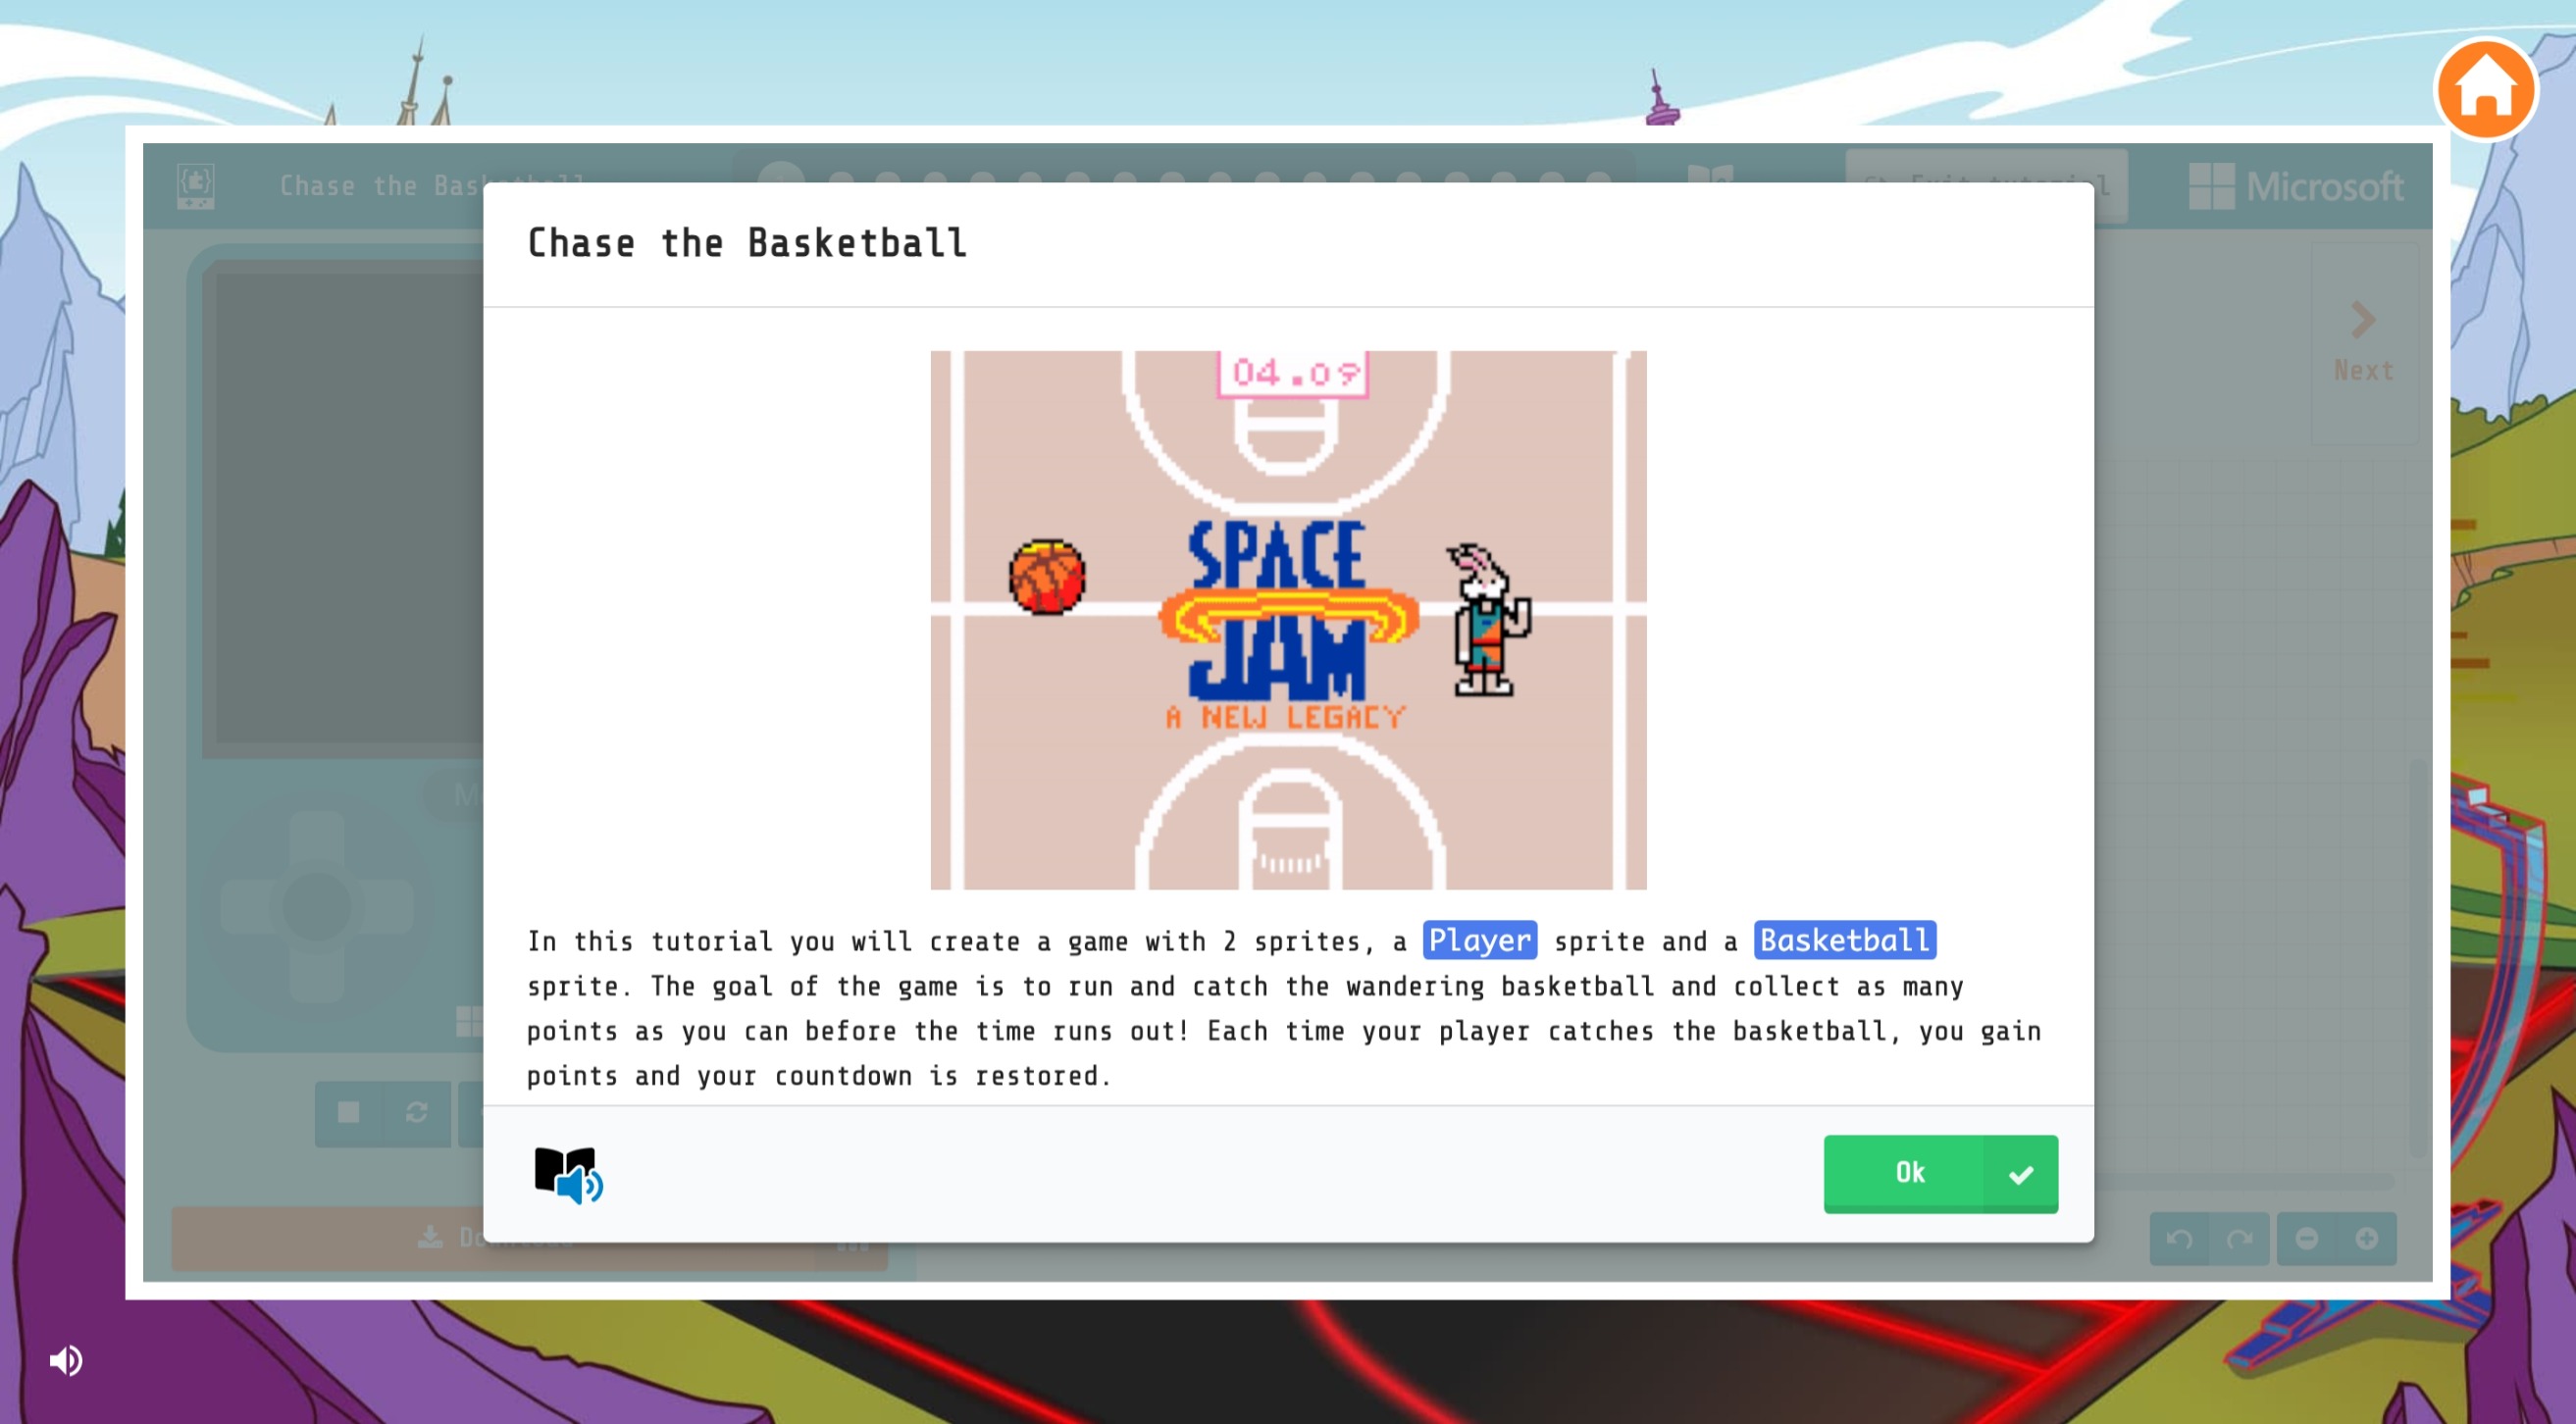 Chase the Bas
Microsoft
Chase the Basketball
Next
04.09
SPACE
JAM
A NEW LEGACY
In this tutorial you will create a game with 2 sprites, a Player sprite and a Basketball
sprite. The goal of the game is to run and catch the wandering basketball and collect as many
points as you can before the time runs out! Each time your player catches the basketball, you gain
points and your countdown is restored.
Ok